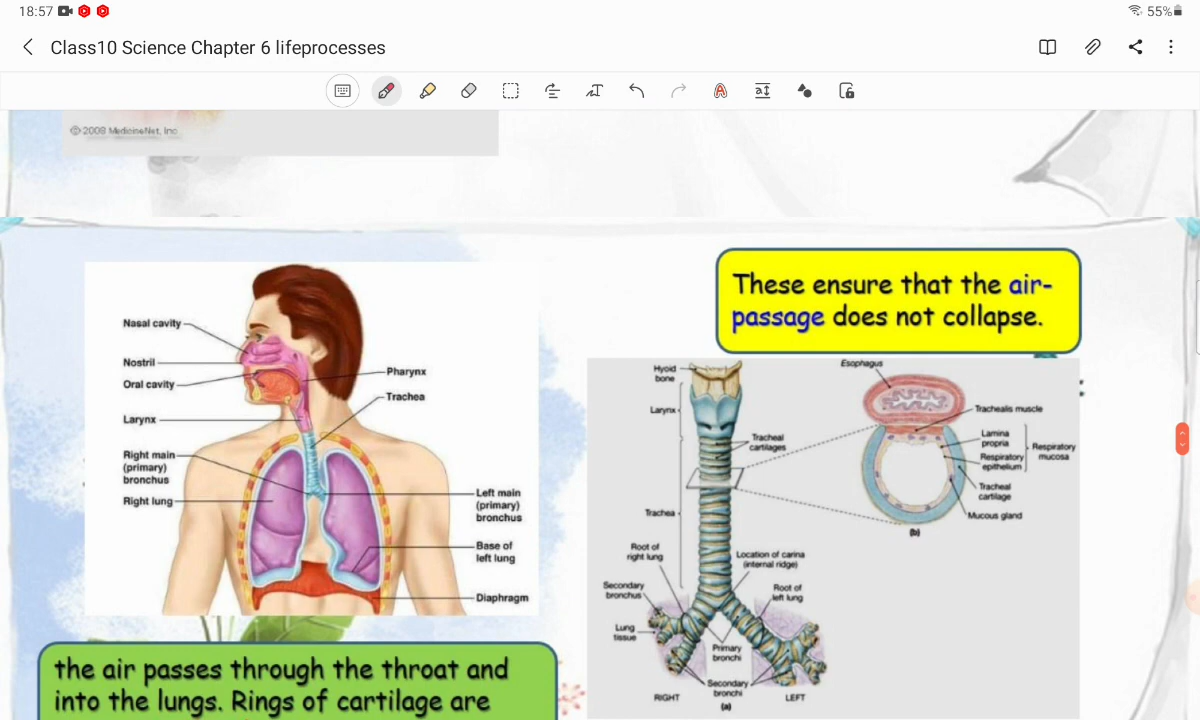 18:57
55%
Class10 Science Chapter 6 lifeprocesses
© 2008 MedicineNet, Inc.
These ensure that the air-
passage does not collapse.
Nasal cavity
Nostril
Oral cavity
Larynx
Right main
(primary)
bronchus
Right lung
Pharynx
Trachea
Left main
(primary)
bronchus
Base of
left lung
Diaphragm
Hyoid
bone
Larynx
Tracheal
cartilages
Trachea
Root of
right lung
Location of carina
(internal ridge)
Secondary
bronchus
Root of
left lung
Lung
tissue
Primary
bronchi
Secondary
bronchi
RIGHT
LEFT
(a)
Esophagus
Trachealis muscle
Lamina
propria
Respiratory
epithelium
Respiratory
mucosa
Tracheal
cartilage
Mucous gland
(b)
the air passes through the throat and
into the lungs. Rings of cartilage are